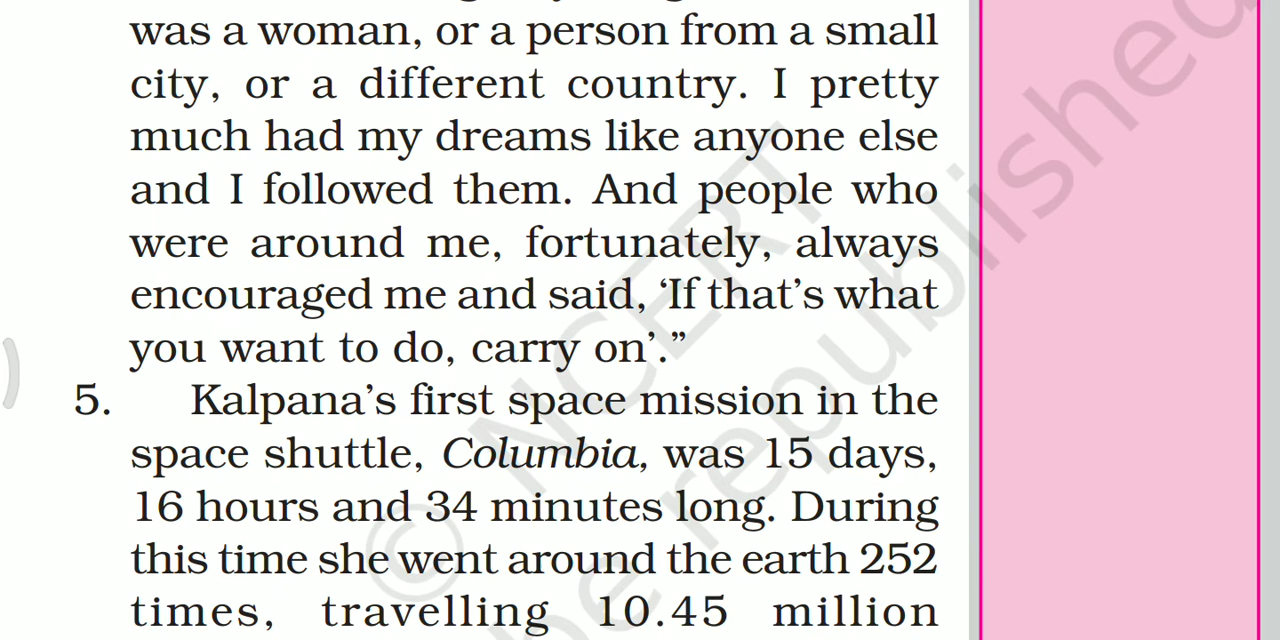 was a woman, or a person from a small
city, or a different country. I pretty
much had my dreams like anyone else
and I followed them. And people who
were around me, fortunately, always
encouraged me and said, ‘If that’s what
you want to do, carry on’.”
5. Kalpana’s first space mission in the
space shuttle, Columbia, was 15 days,
16 hours and 34 minutes long. During
this time she went around the earth 252
times, travelling 10.45 million
© NCERT
be republished